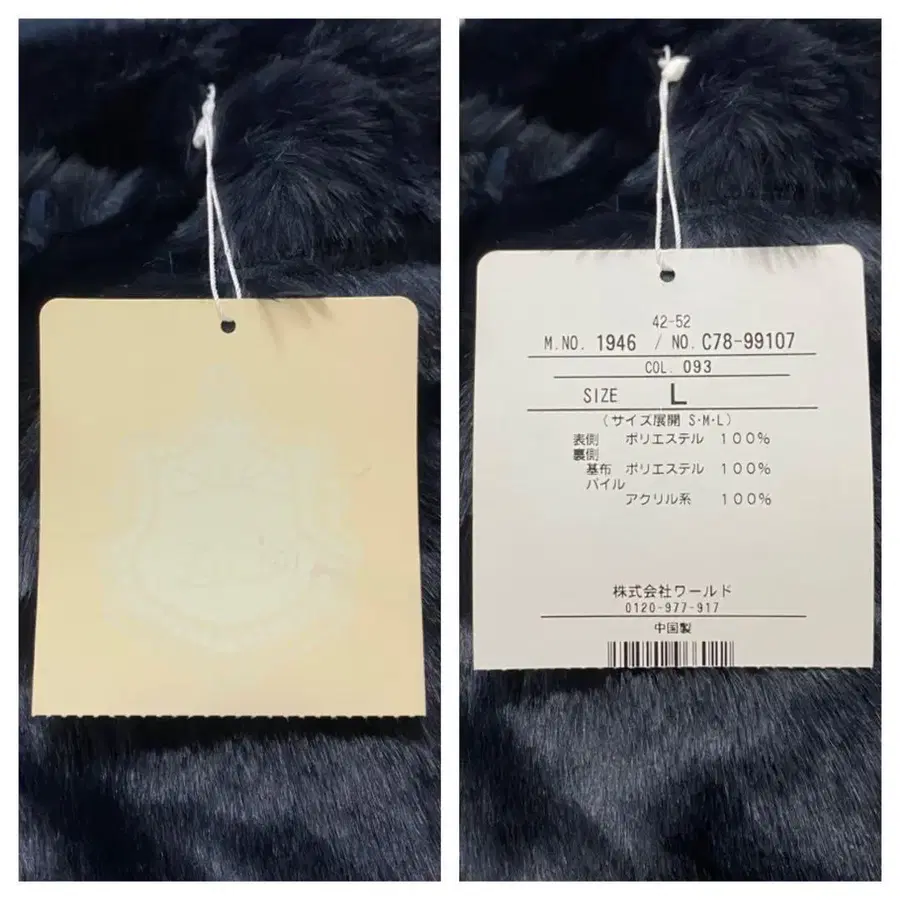 42-52
M.NO. 1946 / NO. C78-99107
COL. 093
SIZE L
(サイズ展開 S・M・L)
表側 ポリエステル 100%
裏側
基布 ポリエステル 100%
パイル
アクリル系 100%
株式会社ワールド
0120-977-917
中国製